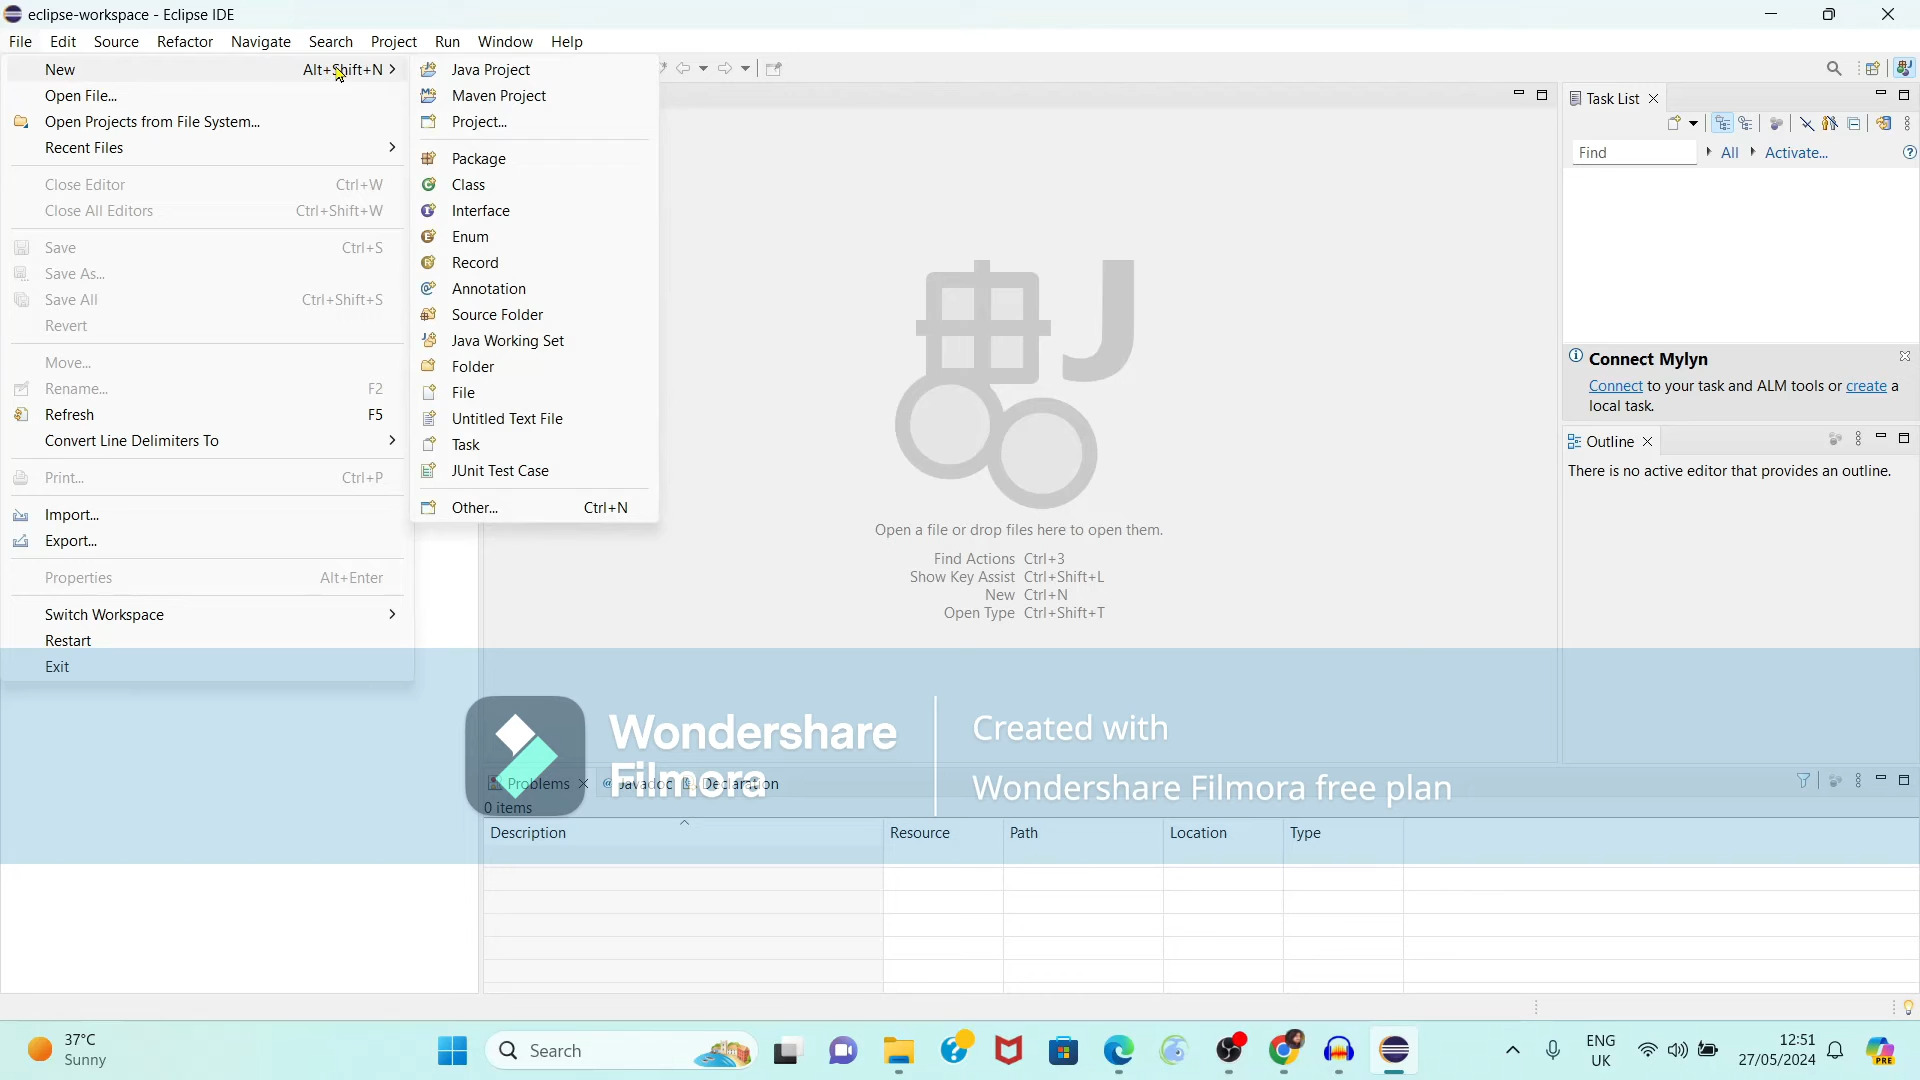 eclipse-workspace - Eclipse IDE
File Edit Source Refactor Navigate Search Project Run Window Help
New Alt+Shift+N
Open File...
Open Projects from File System...
Recent Files
Close Editor Ctrl+W
Close All Editors Ctrl+Shift+W
Save Ctrl+S
Save As...
Save All Ctrl+Shift+S
Revert
Move...
Rename... F2
Refresh F5
Convert Line Delimiters To
Print... Ctrl+P
Import...
Export...
Properties Alt+Enter
Switch Workspace
Restart
Exit
Java Project
Maven Project
Project...
Package
Class
Interface
Enum
Record
Annotation
Source Folder
Java Working Set
Folder
File
Untitled Text File
Task
JUnit Test Case
Other... Ctrl+N
Open a file or drop files here to open them.
Find Actions Ctrl+3
Show Key Assist Ctrl+Shift+L
New Ctrl+N
Open Type Ctrl+Shift+T
Task List
Find All Activate...
Connect Mylyn
Connect to your task and ALM tools or create a
local task.
Outline
There is no active editor that provides an outline.
Wondershare
Filmora
Created with
Wondershare Filmora free plan
Problems Javadoc Declaration
0 items
Description Resource Path Location Type
37°C
Sunny
Search
ENG
UK
12:51
27/05/2024
PRE